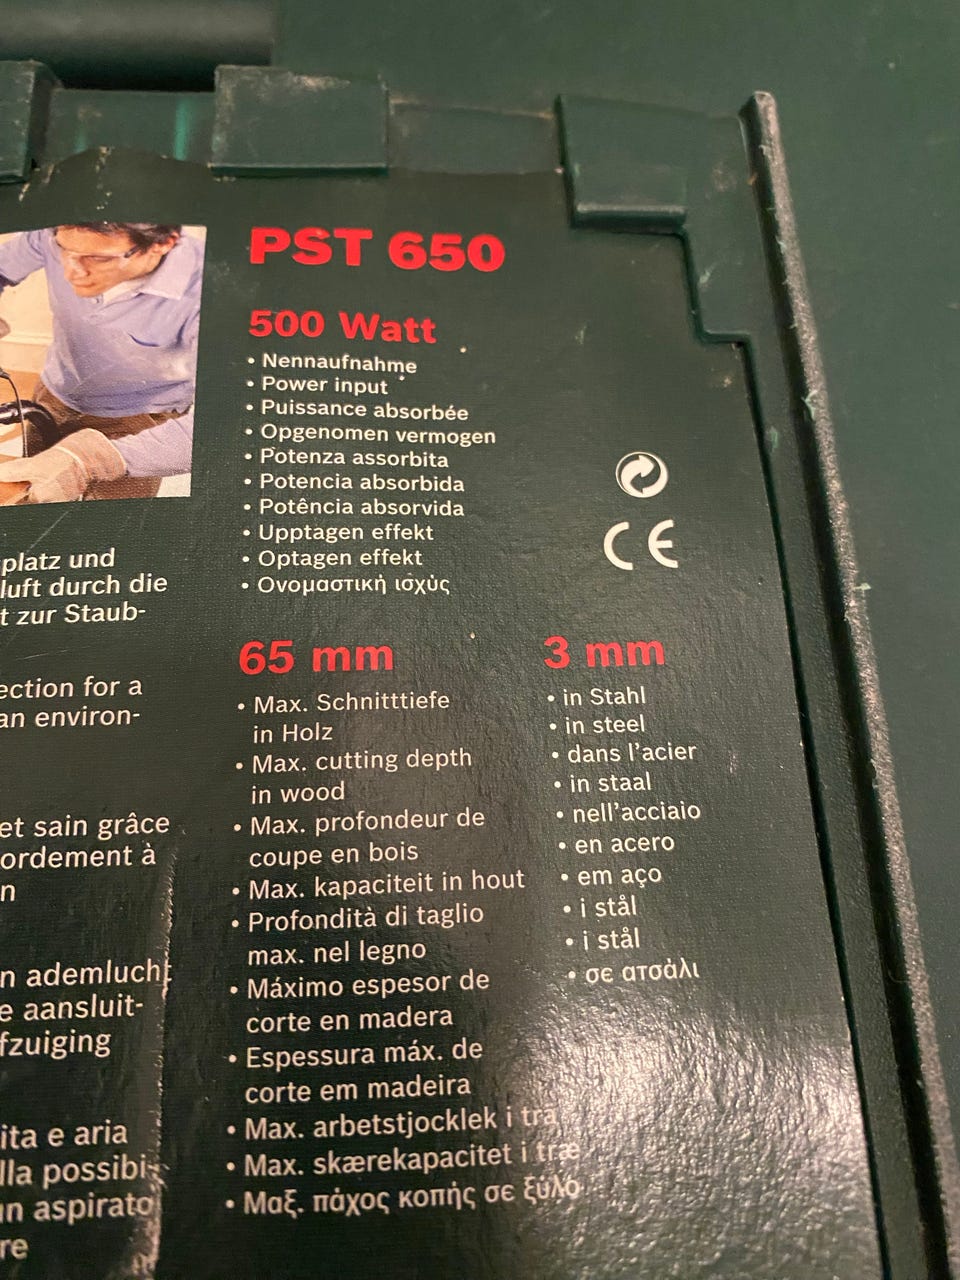 PST 650
500 Watt
• Nennaufnahme
• Power input
• Puissance absorbée
• Opgenomen vermogen
• Potenza assorbita
• Potencia absorbida
• Potência absorvida
• Upptagen effekt
• Optagen effekt
• Ονομαστική ισχύς
CE
65 mm
• Max. Schnitttiefe
in Holz
• Max. cutting depth
in wood
• Max. profondeur de
coupe en bois
• Max. kapaciteit in hout
• Profondità di taglio
max. nel legno
• Máximo espesor de
corte en madera
• Espessura máx. de
corte em madeira
• Max. arbetstjocklek i trä
• Max. skærekapacitet i træ
• Μαξ. πάχος κοπής σε ξύλο
3 mm
• in Stahl
• in steel
• dans l'acier
• in staal
• nell'acciaio
• en acero
• em aço
• i stål
• i stål
• σε ατσάλι
platz und
luft durch die
t zur Staub-
ection for a
an environ-
et sain grâce
ordement à
n
n ademlucht
e aansluit-
fzuiging
ita e aria
lla possibi-
un aspirato
re